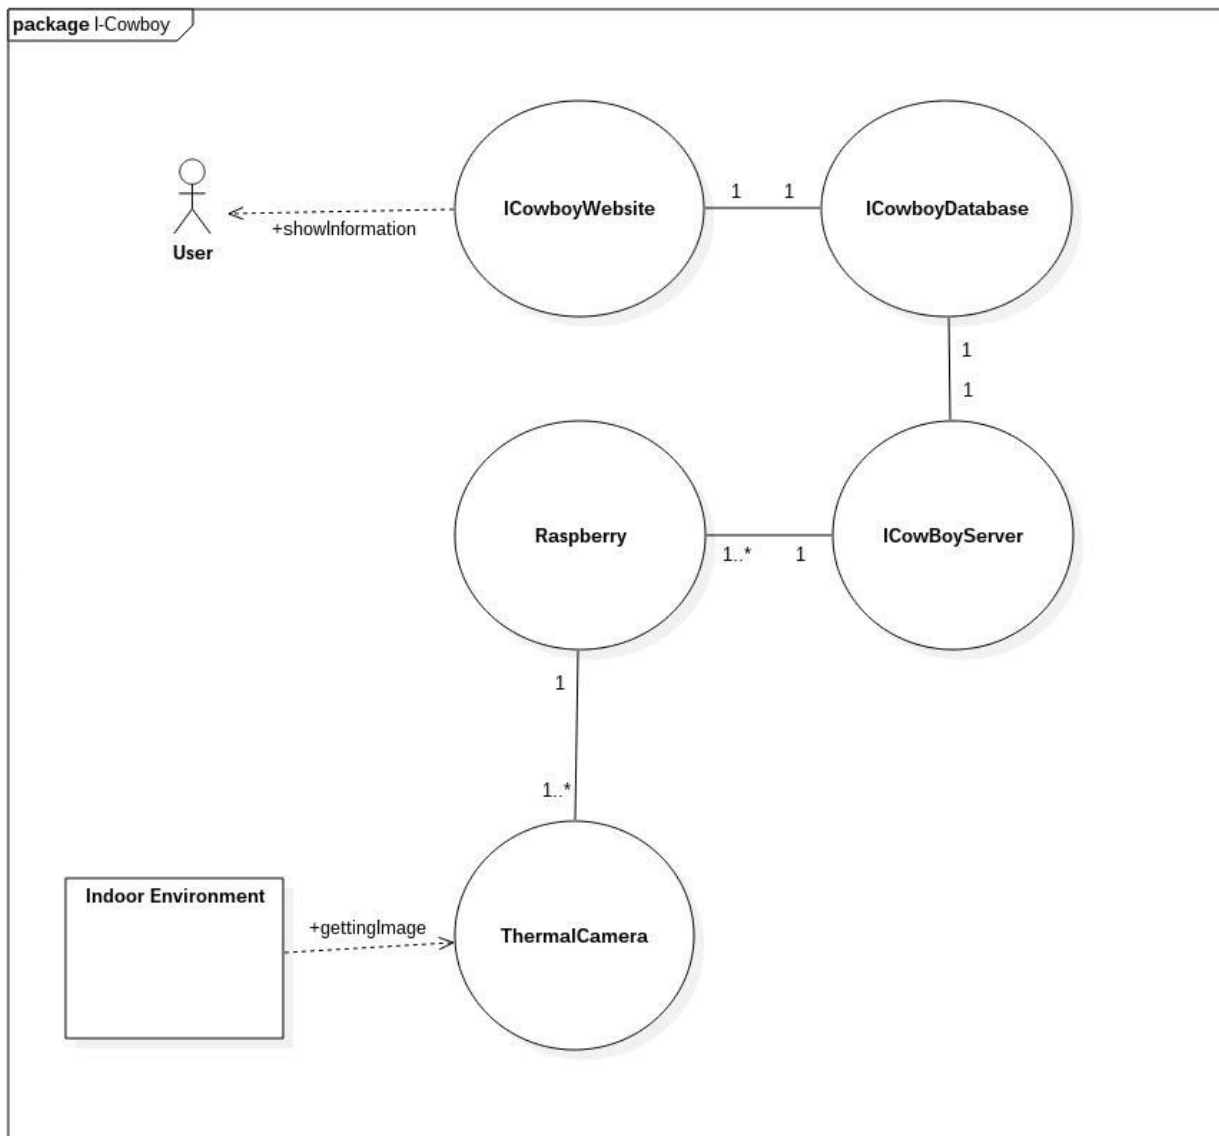 package I-Cowboy
ICowboyWebsite
1
1
ICowboyDatabase
+showInformation
User
1
1
Raspberry
1..*
1
ICowBoyServer
1
1..*
Indoor Environment
+gettingImage
ThermalCamera